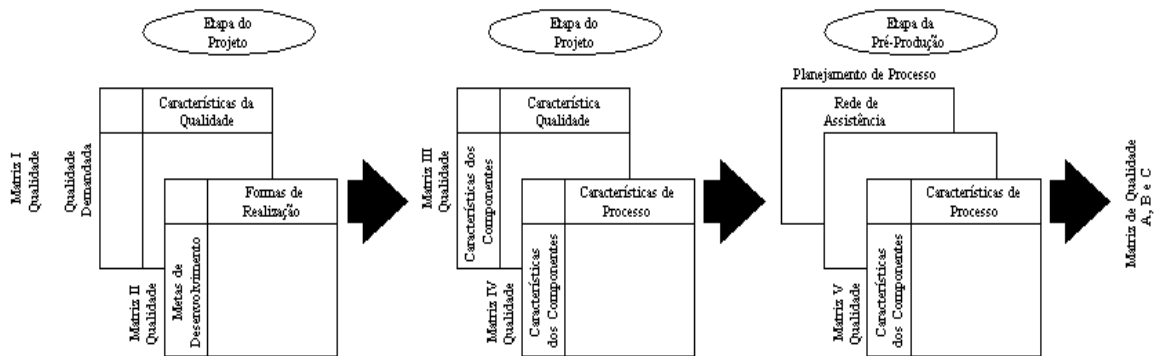 Etapa do
Projeto
Etapa do
Projeto
Etapa da
Pré-Produção
Matriz I
Qualidade
Qualidade
Demandada
Características da
Qualidade
Matriz II
Qualidade
Metas de
Desenvolvimento
Formas de
Realização
Matriz III
Qualidade
Características dos
Componentes
Característica
Qualidade
Matriz IV
Qualidade
Características
dos Componentes
Características de
Processo
Planejamento de Processo
Rede de
Assistência
Matriz V
Qualidade
Características
dos Componentes
Características de
Processo
Matriz de Qualidade
A, B e C